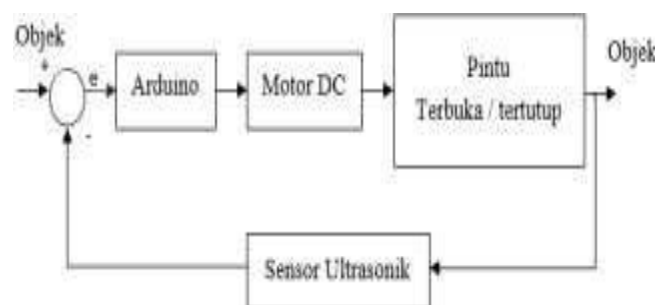 Objek
+
e
-
Arduino
Motor DC
Pintu
Terbuka / tertutup
Objek
Sensor Ultrasonik